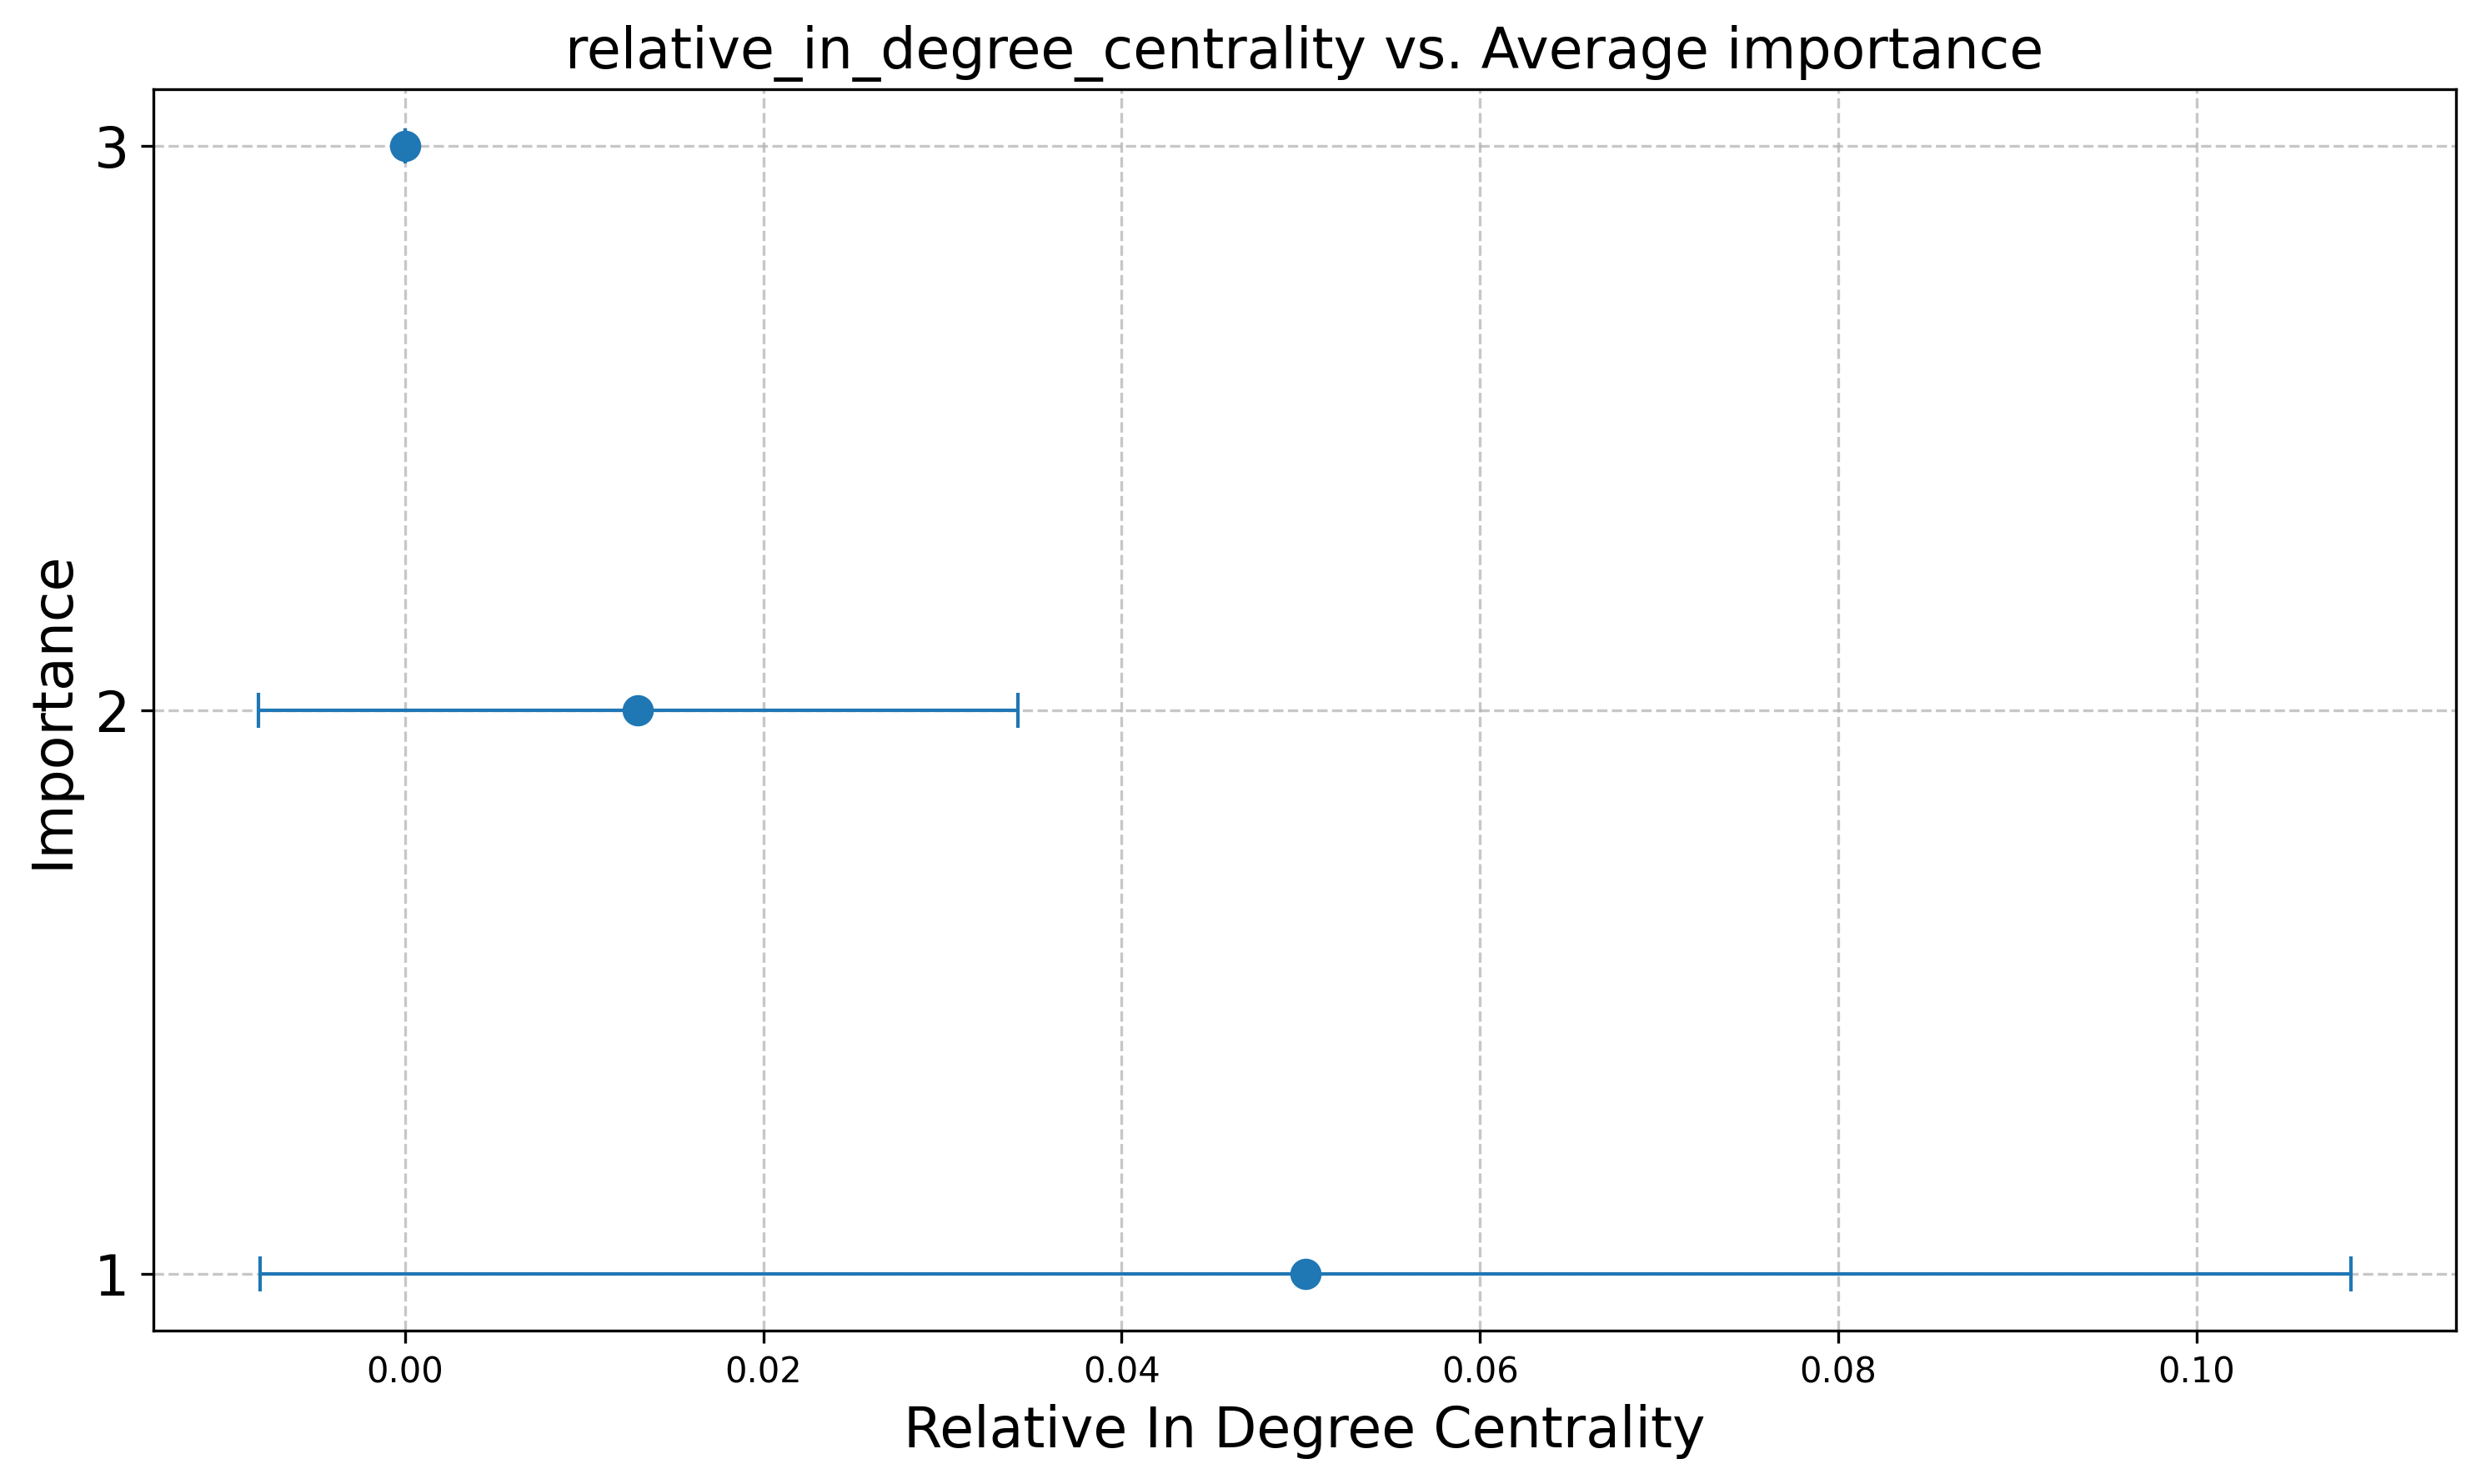 relative_in_degree_centrality vs. Average importance
3
2
1
Importance
0.00 0.02 0.04 0.06 0.08 0.10
Relative In Degree Centrality